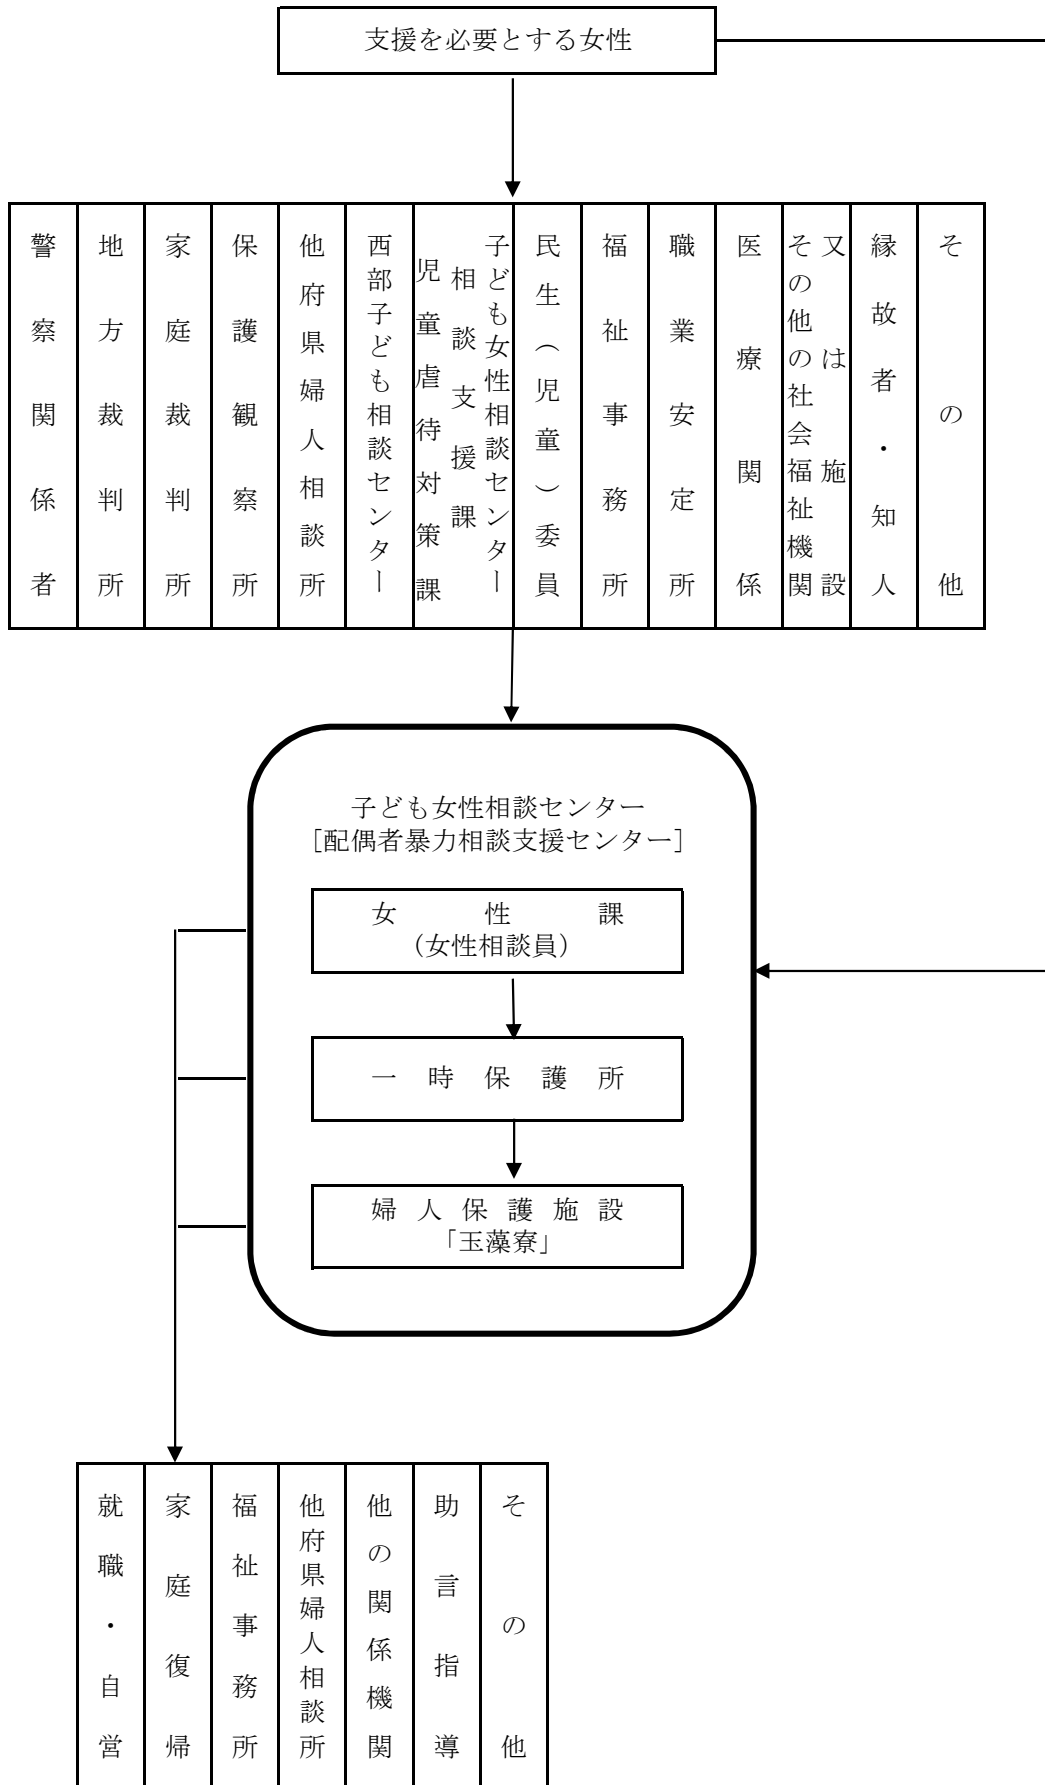 支援を必要とする女性
警察関係者
地方裁判所
家庭裁判所
保護観察所
他府県婦人相談所
西部子ども相談センター
子ども女性相談センター
相談支援課
児童虐待対策課
民生（児童）委員
福祉事務所
職業安定所
医療関係
又は施設
その他の社会福祉機関
縁故者・知人
その他
子ども女性相談センター
［配偶者暴力相談支援センター］
女性課
（女性相談員）
一時保護所
婦人保護施設
「玉藻寮」
就職・自営
家庭復帰
福祉事務所
他府県婦人相談所
他の関係機関
助言指導
その他